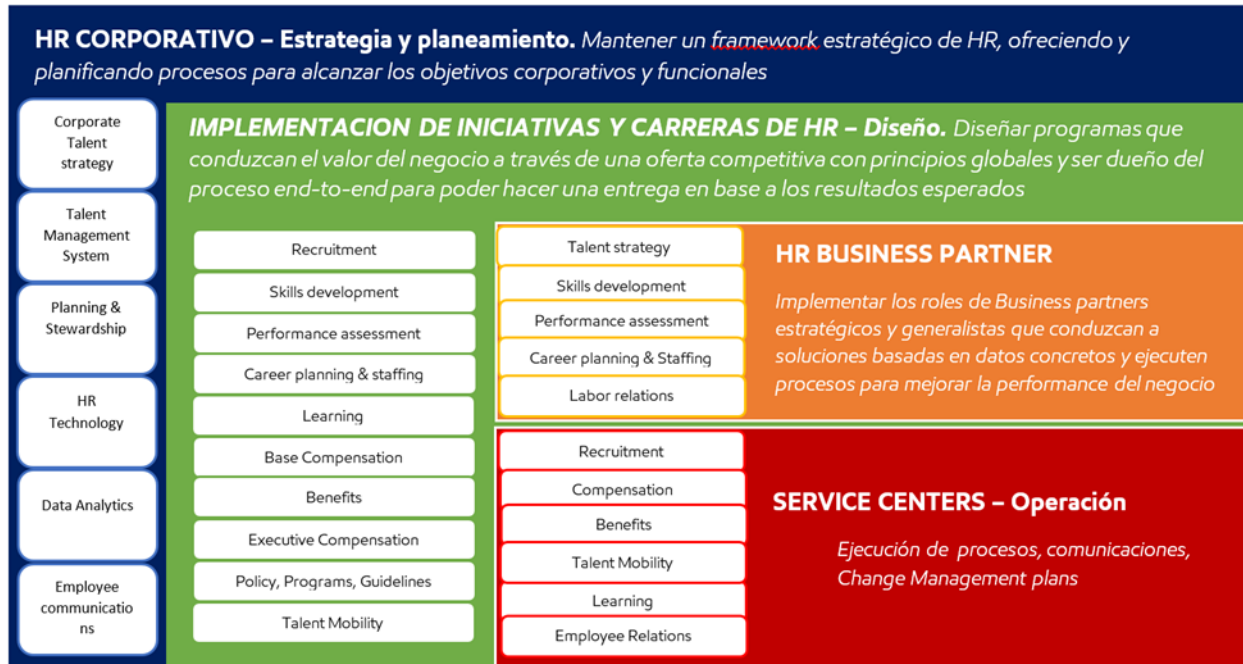 HR CORPORATIVO – Estrategia y planeamiento. Mantener un framework estratégico de HR, ofreciendo y
planificando procesos para alcanzar los objetivos corporativos y funcionales
Corporate
Talent
strategy
Talent
Management
System
Planning &
Stewardship
HR
Technology
Data Analytics
Employee
communicatio
ns
IMPLEMENTACION DE INICIATIVAS Y CARRERAS DE HR – Diseño. Diseñar programas que
conduzcan el valor del negocio a través de una oferta competitiva con principios globales y ser dueño del
proceso end-to-end para poder hacer una entrega en base a los resultados esperados
Recruitment
Skills development
Performance assessment
Career planning & staffing
Learning
Base Compensation
Benefits
Executive Compensation
Policy, Programs, Guidelines
Talent Mobility
Talent strategy
Skills development
Performance assessment
Career planning & Staffing
Labor relations
HR BUSINESS PARTNER
Implementar los roles de Business partners
estratégicos y generalistas que conduzcan a
soluciones basadas en datos concretos y ejecuten
procesos para mejorar la performance del negocio
Recruitment
Compensation
Benefits
Talent Mobility
Learning
Employee Relations
SERVICE CENTERS – Operación
Ejecución de procesos, comunicaciones,
Change Management plans